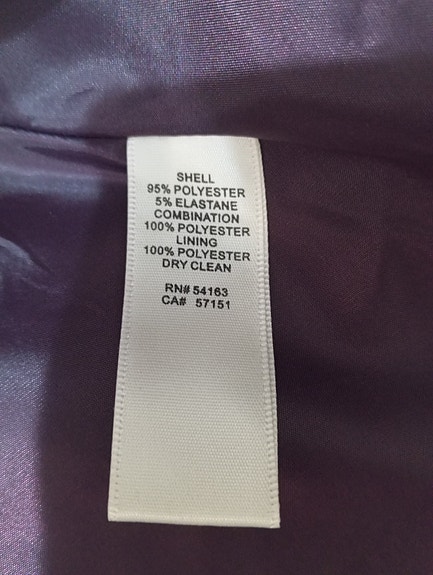 SHELL
95% POLYESTER
5% ELASTANE
COMBINATION
100% POLYESTER
LINING
100% POLYESTER
DRY CLEAN
RN# 54163
CA# 57151